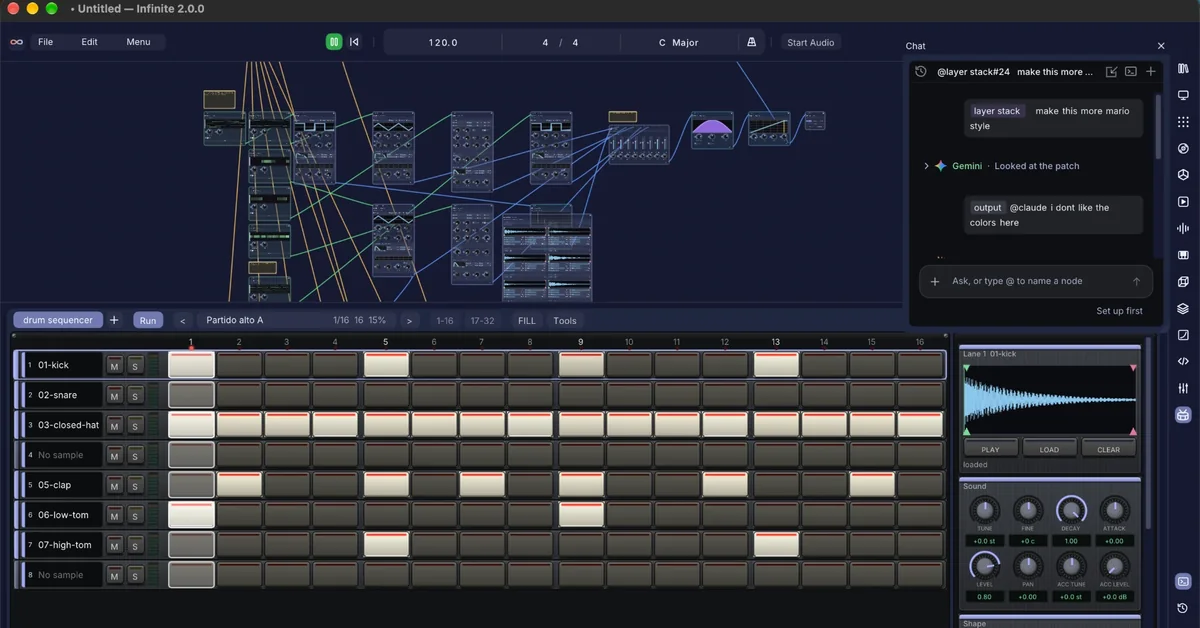 • Untitled — Infinite 2.0.0
File Edit Menu
120.0
4 / 4
C Major
Start Audio
Chat
@layer stack#24 make this more ...
layer stack make this more mario
style
Gemini · Looked at the patch
output @claude i dont like the
colors here
Ask, or type @ to name a node
Set up first
drum sequencer + Run < Partido alto A 1/16 16 15% > 1-16 17-32 FILL Tools
1 2 3 4 5 6 7 8 9 10 11 12 13 14 15 16
1 01-kick M S
2 02-snare M S
3 03-closed-hat M S
4 No sample M S
5 05-clap M S
6 06-low-tom M S
7 07-high-tom M S
8 No sample M S
Lane 1 01-kick
PLAY LOAD CLEAR
loaded
Sound
TUNE FINE DECAY ATTACK
+0.0 st +0 c 1.00 +0.00
LEVEL PAN ACC TUNE ACC LEVEL
0.80 +0.00 +0.0 st +0.0 dB
Shape